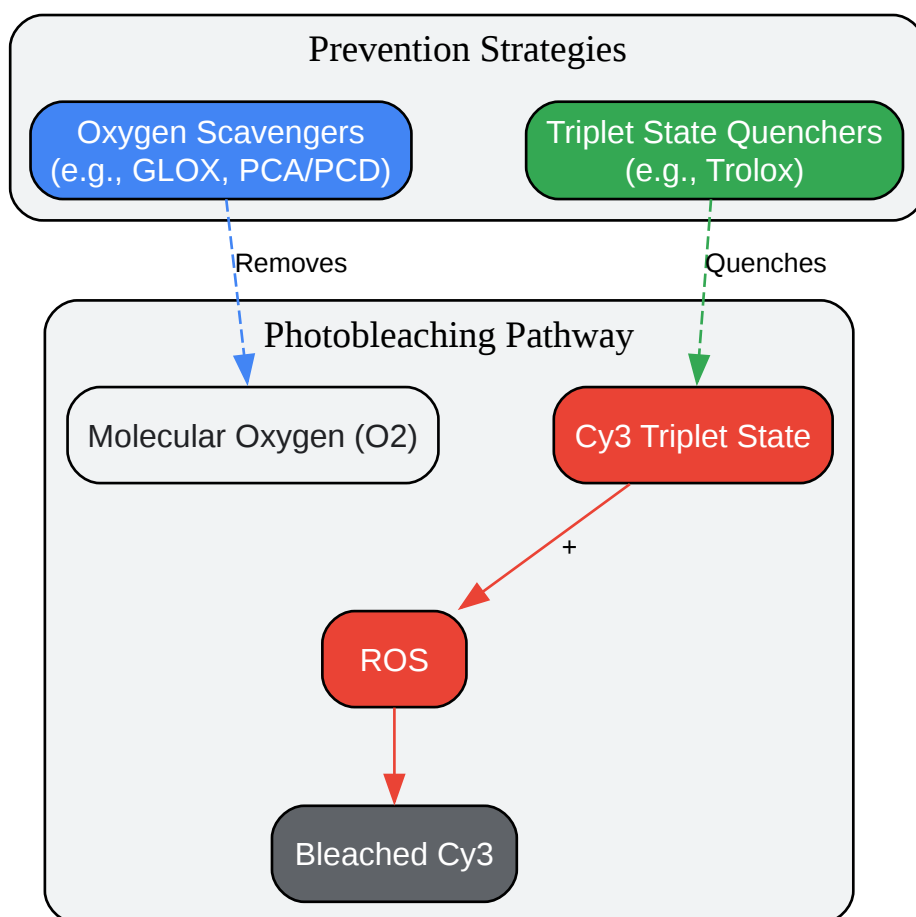 Prevention Strategies
Oxygen Scavengers
(e.g., GLOX, PCA/PCD)
Triplet State Quenchers
(e.g., Trolox)
Removes
Quenches
Photobleaching Pathway
Molecular Oxygen (O2)
Cy3 Triplet State
+
ROS
Bleached Cy3